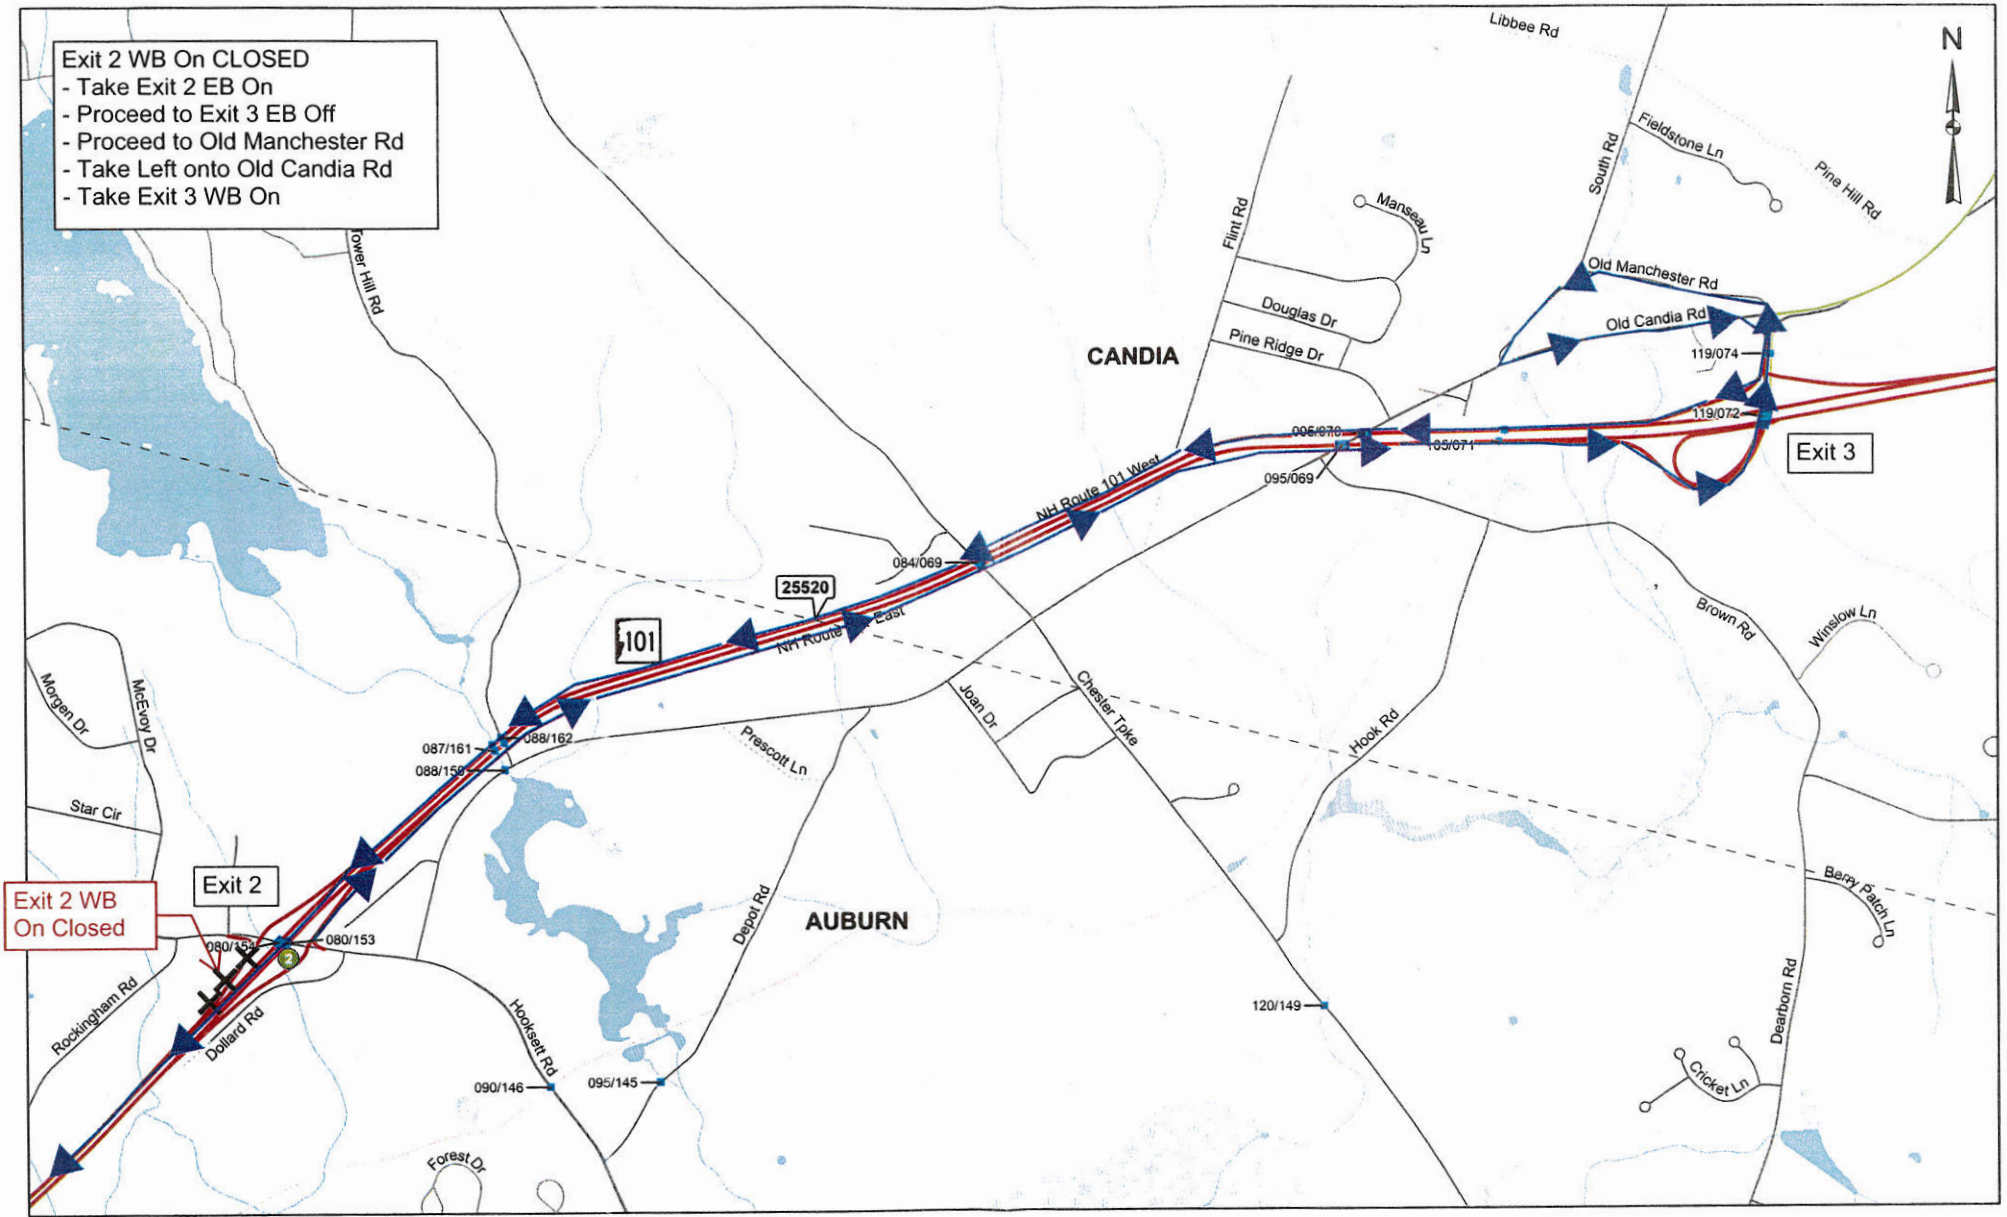 Exit 2 WB On CLOSED
- Take Exit 2 EB On
- Proceed to Exit 3 EB Off
- Proceed to Old Manchester Rd
- Take Left onto Old Candia Rd
- Take Exit 3 WB On
Libbee Rd
N
Fieldstone Ln
South Rd
Pine Hill Rd
Manseau Ln
Flint Rd
Tower Hill Rd
Old Manchester Rd
Douglas Dr
Old Candia Rd
Pine Ridge Dr
CANDIA
119/074
119/072
Exit 3
105/071
095/069
NH Route 101 West
084/069
25520
NH Route East
101
Brown Rd
Winslow Ln
Morgen Dr
McEvoy Dr
Joan Dr
Chester Tpke
Hook Rd
087/161
088/162
088/159
Prescott Ln
Star Cir
Exit 2
Exit 2 WB
On Closed
080/154
080/153
2
Depot Rd
AUBURN
Berry Patch Ln
Rockingham Rd
Dollard Rd
Hooksett Rd
120/149
Dearborn Rd
090/146
095/145
Cricket Ln
Forest Dr